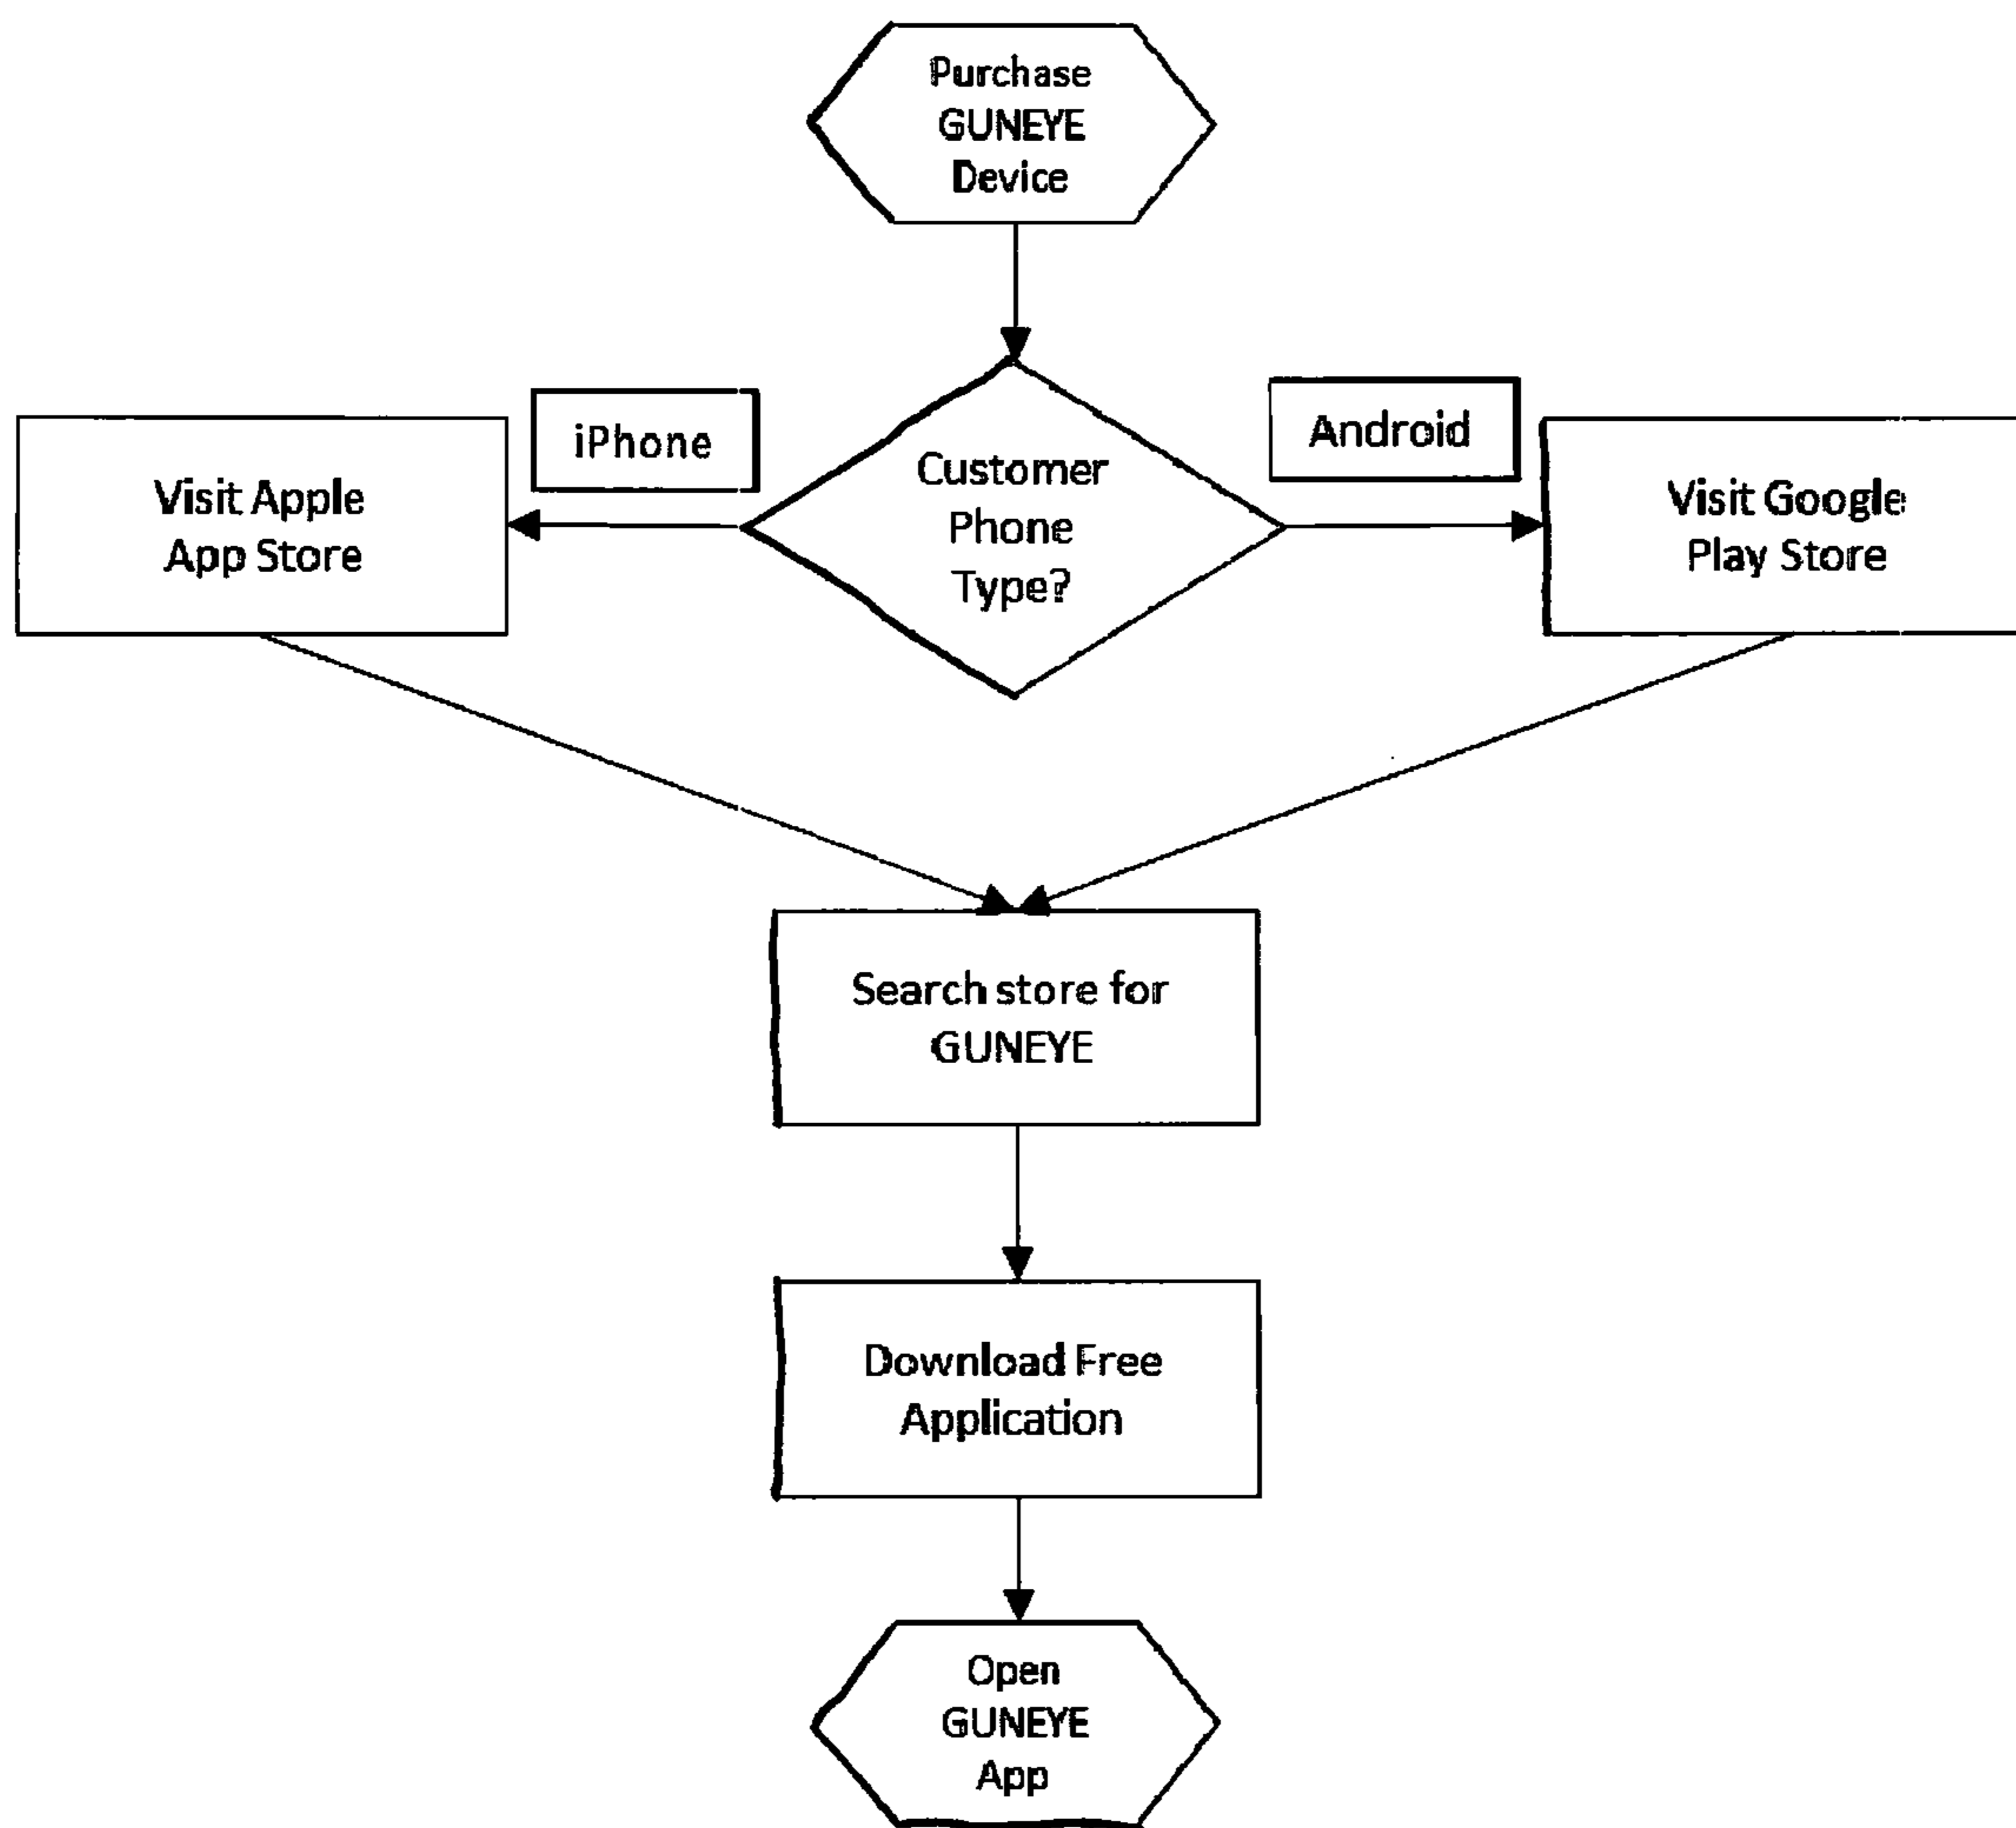 Purchase
GUNEYE
Device
iPhone
Android
Visit Apple
App Store
Customer
Phone
Type?
Visit Google
Play Store
Search store for
GUNEYE
Download Free
Application
Open
GUNEYE
App